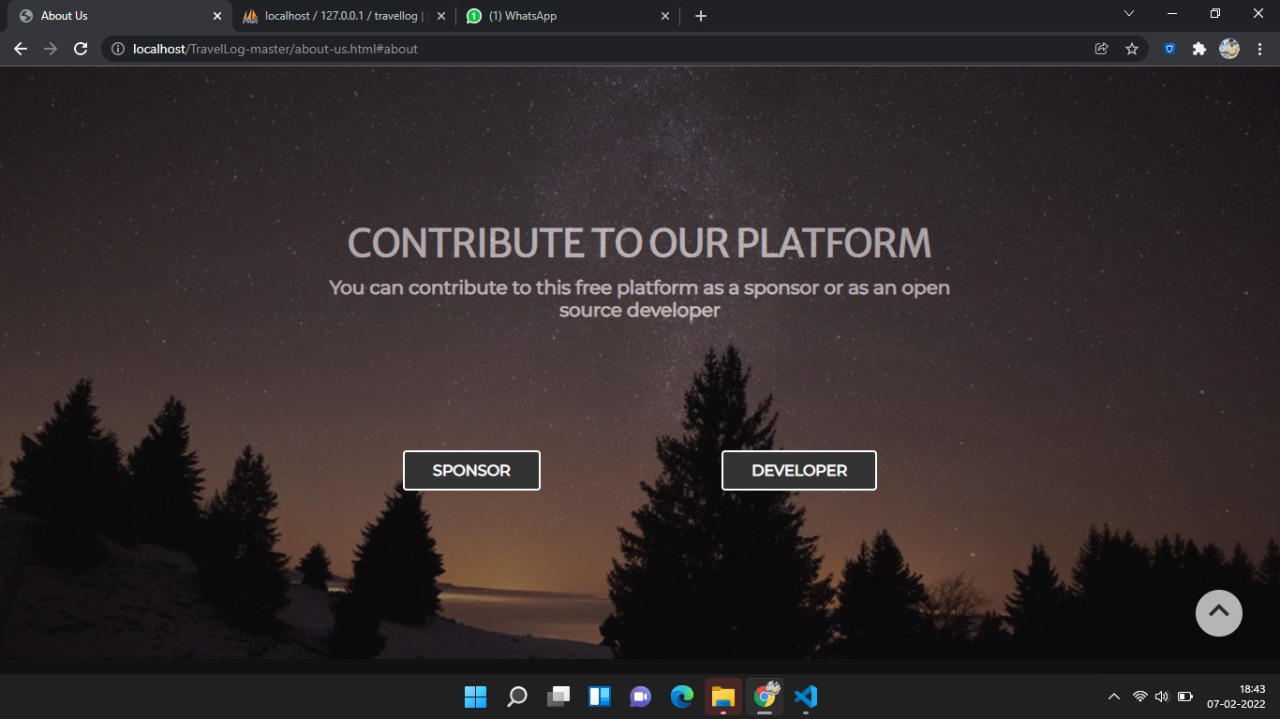 About Us
localhost / 127.0.0.1 / travellog |
(1) WhatsApp
localhost/TravelLog-master/about-us.html#about
CONTRIBUTE TO OUR PLATFORM
You can contribute to this free platform as a sponsor or as an open
source developer
SPONSOR
DEVELOPER
18:43
07-02-2022